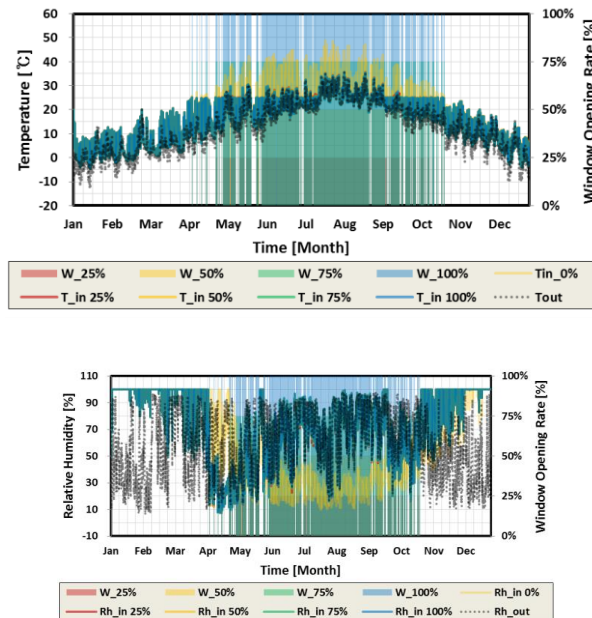 60
50
40
30
20
10
0
-10
-20
Temperature [℃]
100%
75%
50%
25%
0%
Window Opening Rate [%]
Jan Feb Mar Apr May Jun Jul Aug Sep Oct Nov Dec
Time [Month]
W_25% W_50% W_75% W_100% Tin_0%
T_in 25% T_in 50% T_in 75% T_in 100% Tout
110
90
70
50
30
10
-10
Relative Humidity [%]
100%
75%
50%
25%
0%
Window Opening Rate [%]
Jan Feb Mar Apr May Jun Jul Aug Sep Oct Nov Dec
Time [Month]
W_25% W_50% W_75% W_100% Rh_in 0%
Rh_in 25% Rh_in 50% Rh_in 75% Rh_in 100% Rh_out